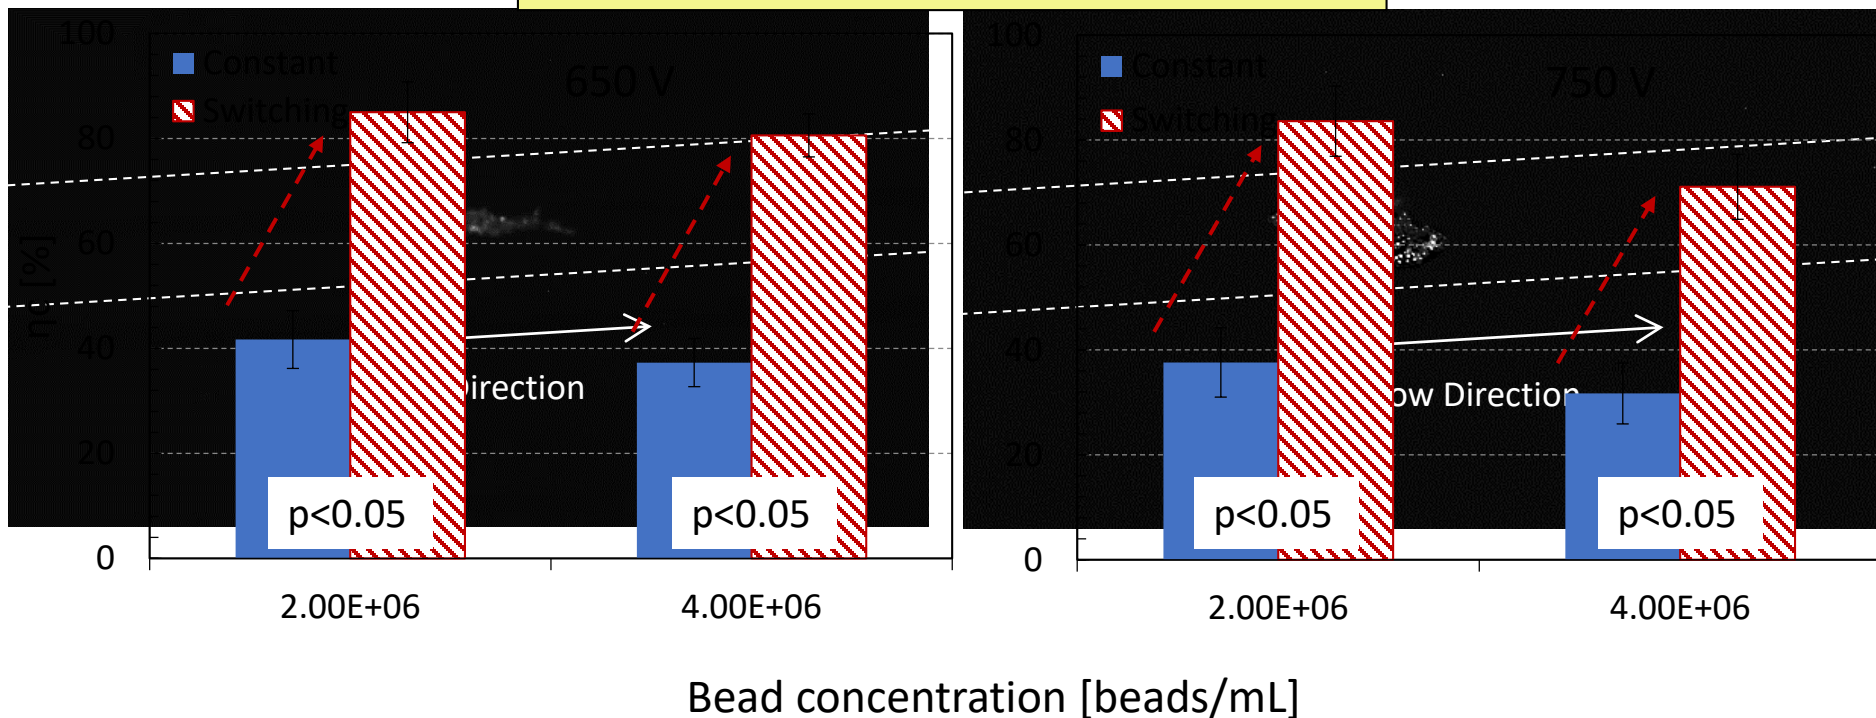 100
Constant
650 V
Switching
80
60
ηc [%]
40
irection
20
p<0.05
p<0.05
0
2.00E+06
4.00E+06
100
Constant
750 V
Switching
80
60
40
ow Direction
20
p<0.05
p<0.05
0
2.00E+06
4.00E+06
Bead concentration [beads/mL]